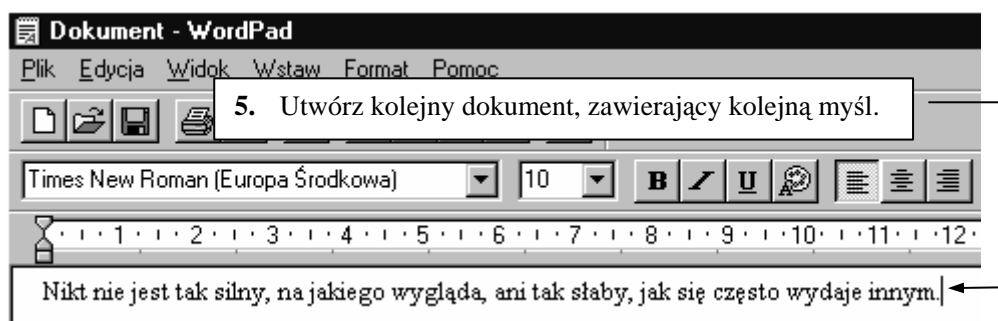 Dokument - WordPad
Plik Edycja Widok Wstaw Format Pomoc
5. Utwórz kolejny dokument, zawierający kolejną myśl.
Times New Roman (Europa Środkowa) 10 B I U
1 2 3 4 5 6 7 8 9 10 11 12
Nikt nie jest tak silny, na jakiego wygląda, ani tak słaby, jak się często wydaje innym.